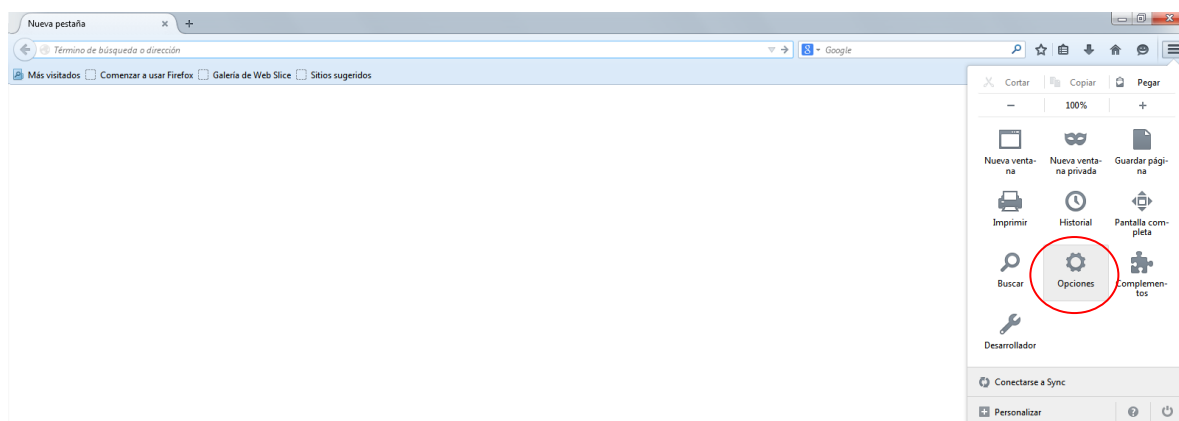 Nueva pestaña
Término de búsqueda o dirección
8 Google
Más visitados Comenzar a usar Firefox Galería de Web Slice Sitios sugeridos
Cortar Copiar Pegar
− 100% +
Nueva venta- Nueva venta- Guardar pági-
na na privada na
Imprimir Historial Pantalla com-
pleta
Buscar Opciones Complemen-
tos
Desarrollador
Conectarse a Sync
Personalizar